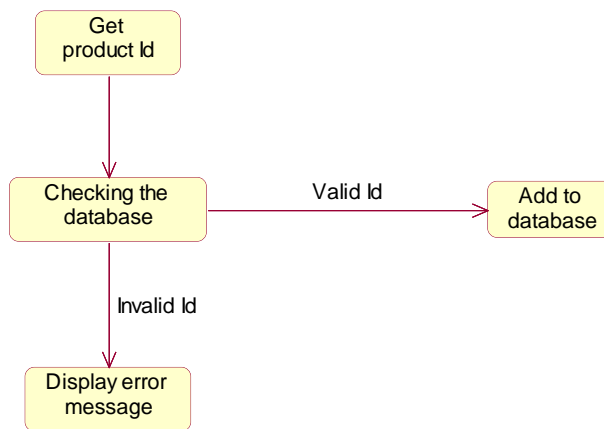 Get
product Id
Checking the
database
Valid Id
Add to
database
Invalid Id
Display error
message